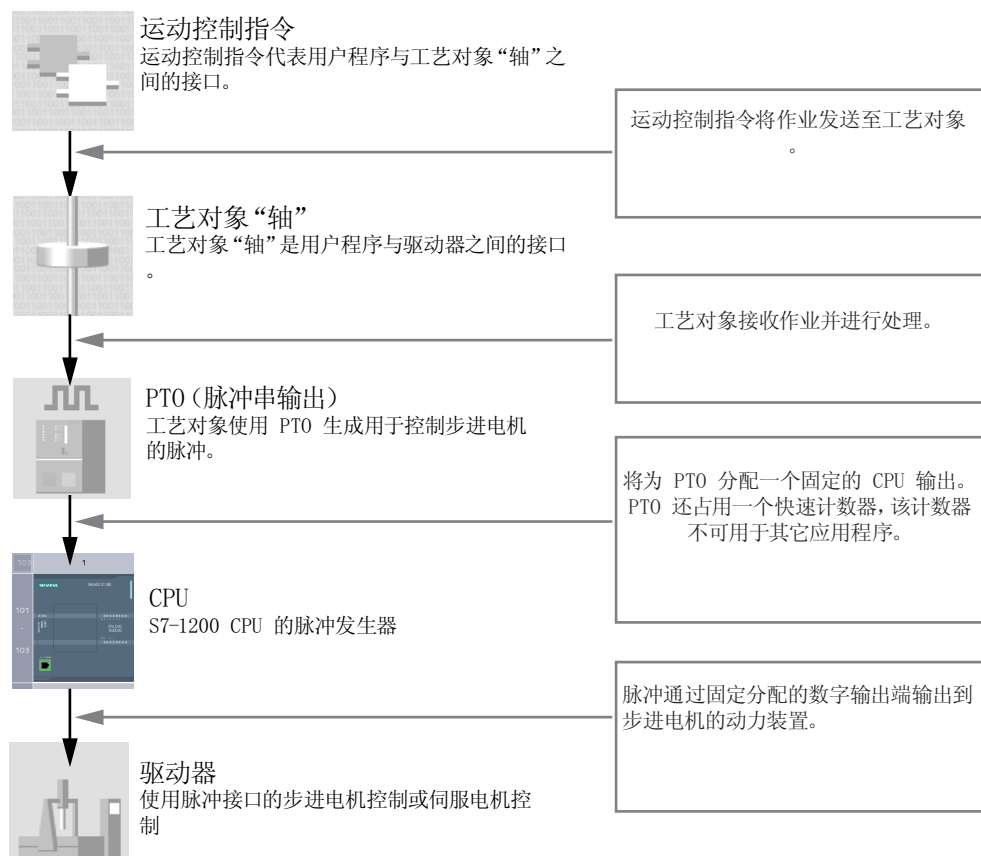 运动控制指令
运动控制指令代表用户程序与工艺对象“轴”之
间的接口。
运动控制指令将作业发送至工艺对象
。
工艺对象“轴”
工艺对象“轴”是用户程序与驱动器之间的接口
。
工艺对象接收作业并进行处理。
PTO（脉冲串输出）
工艺对象使用 PTO 生成用于控制步进电机
的脉冲。
将为 PTO 分配一个固定的 CPU 输出。
PTO 还占用一个快速计数器，该计数器
不可用于其它应用程序。
103
1
SIEMENS
101
103
CPU
S7-1200 CPU 的脉冲发生器
脉冲通过固定分配的数字输出端输出到
步进电机的动力装置。
驱动器
使用脉冲接口的步进电机控制或伺服电机控
制